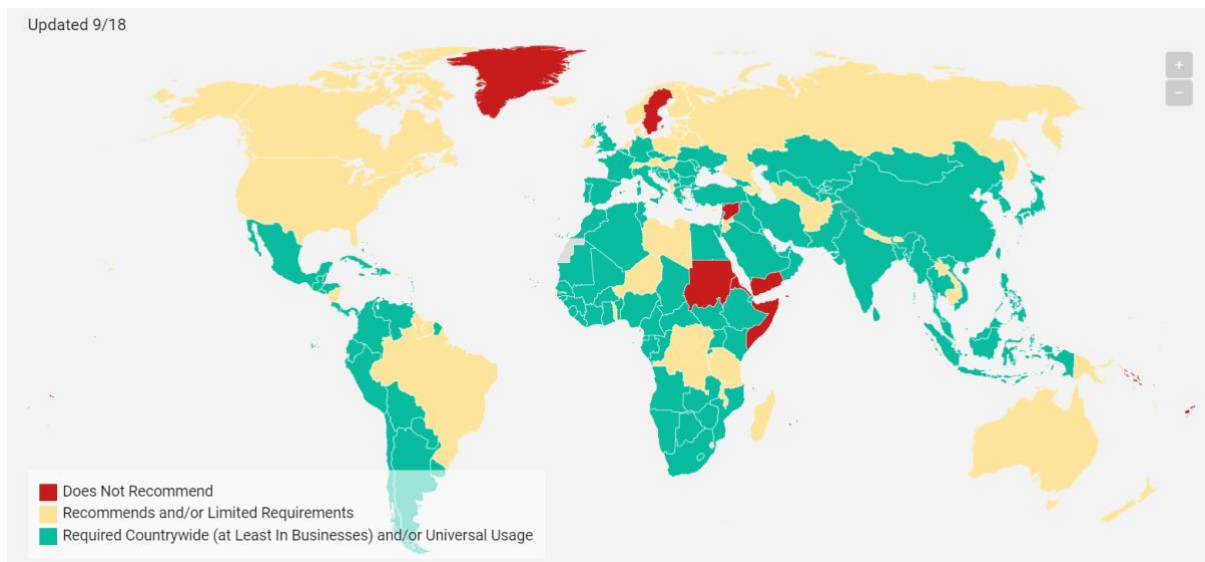 Updated 9/18
+
−
Does Not Recommend
Recommends and/or Limited Requirements
Required Countrywide (at Least In Businesses) and/or Universal Usage